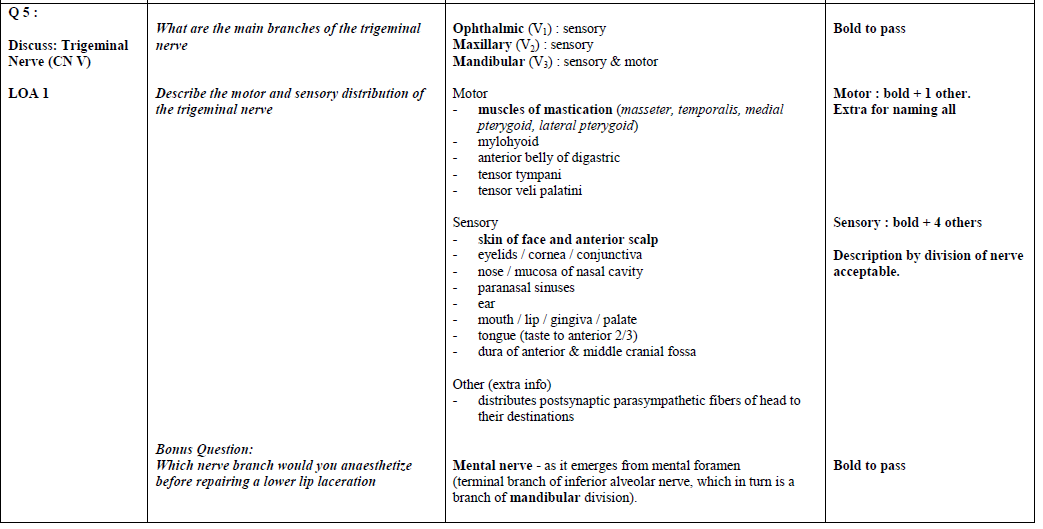 Q 5 :
Discuss: Trigeminal
Nerve (CN V)
LOA 1
What are the main branches of the trigeminal
nerve
Ophthalmic (V1) : sensory
Maxillary (V2) : sensory
Mandibular (V3) : sensory & motor
Bold to pass
Describe the motor and sensory distribution of
the trigeminal nerve
Motor
- muscles of mastication (masseter, temporalis, medial
pterygoid, lateral pterygoid)
- mylohyoid
- anterior belly of digastric
- tensor tympani
- tensor veli palatini
Motor : bold + 1 other.
Extra for naming all
Sensory
- skin of face and anterior scalp
- eyelids / cornea / conjunctiva
- nose / mucosa of nasal cavity
- paranasal sinuses
- ear
- mouth / lip / gingiva / palate
- tongue (taste to anterior 2/3)
- dura of anterior & middle cranial fossa
Sensory : bold + 4 others
Description by division of nerve
acceptable.
Other (extra info)
- distributes postsynaptic parasympathetic fibers of head to
their destinations
Bonus Question:
Which nerve branch would you anaesthetize
before repairing a lower lip laceration
Mental nerve - as it emerges from mental foramen
(terminal branch of inferior alveolar nerve, which in turn is a
branch of mandibular division).
Bold to pass